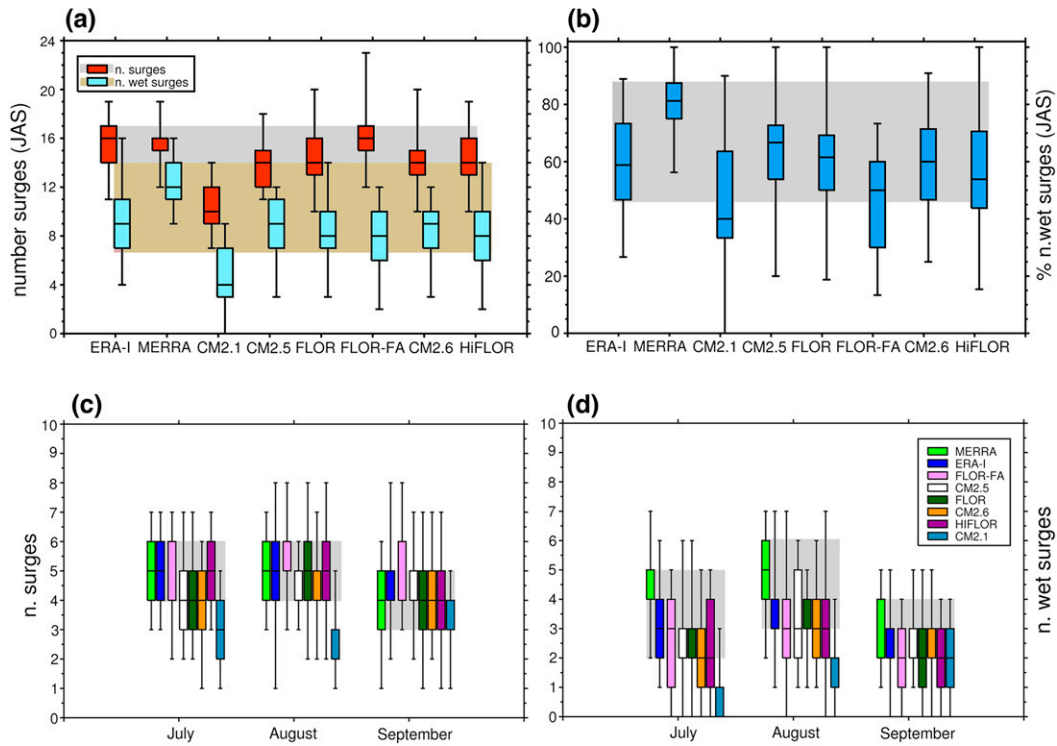 (a)
24
20
16
12
8
4
0
number surges (JAS)
n. surges
n. wet surges
ERA-I MERRA CM2.1 CM2.5 FLOR FLOR-FA CM2.6 HiFLOR
(b)
100
80
60
40
20
0
% n.wet surges (JAS)
ERA-I MERRA CM2.1 CM2.5 FLOR FLOR-FA CM2.6 HiFLOR
(c)
10
9
8
7
6
5
4
3
2
1
0
n. surges
July August September
(d)
10
9
8
7
6
5
4
3
2
1
0
n. wet surges
MERRA
ERA-I
FLOR-FA
CM2.5
FLOR
CM2.6
HIFLOR
CM2.1
July August September